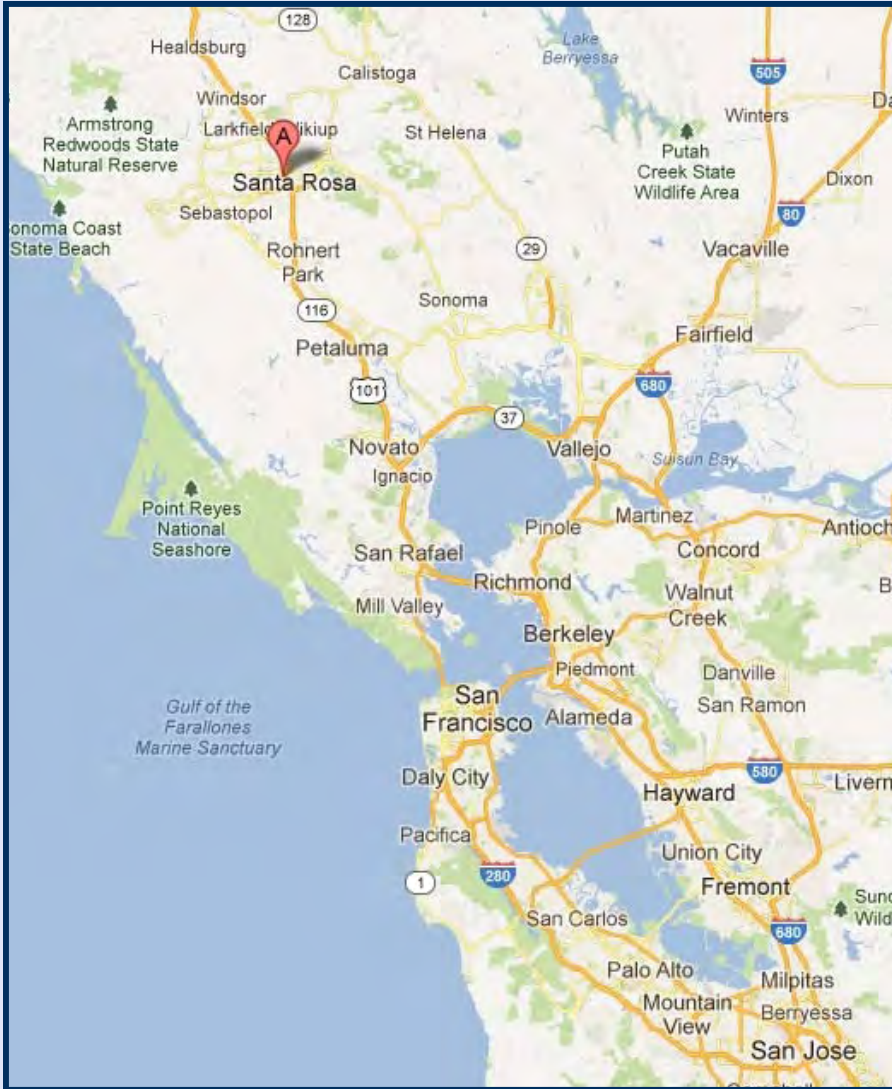 128
Healdsburg
Lake
Berryessa
Calistoga
505
Windsor
Armstrong
Redwoods State
Natural Reserve
Winters
Larkfield
A
St Helena
Putah
Creek State
Wildlife Area
Santa Rosa
Dixon
Sebastopol
80
onoma Coast
State Beach
Rohnert
Park
29
Vacaville
Sonoma
116
Fairfield
Petaluma
680
101
37
Novato
Vallejo
Ignacio
Suisun Bay
Point Reyes
National
Seashore
Martinez
Pinole
Antioch
San Rafael
Concord
Richmond
Walnut
Creek
B
Mill Valley
Berkeley
Piedmont
Danville
San
Francisco
Alameda
San Ramon
Gulf of the
Farallones
Marine Sanctuary
580
Daly City
Hayward
Liverm
Pacifica
Union City
280
1
Fremont
San Carlos
Wild
680
Palo Alto
Milpitas
Mountain
View
Berryessa
San Jose